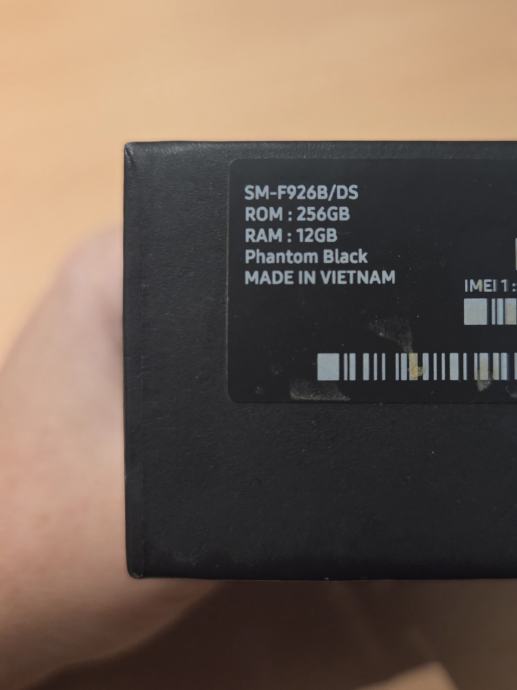 SM-F926B/DS
ROM : 256GB
RAM : 12GB
Phantom Black
MADE IN VIETNAM
IMEI 1 :